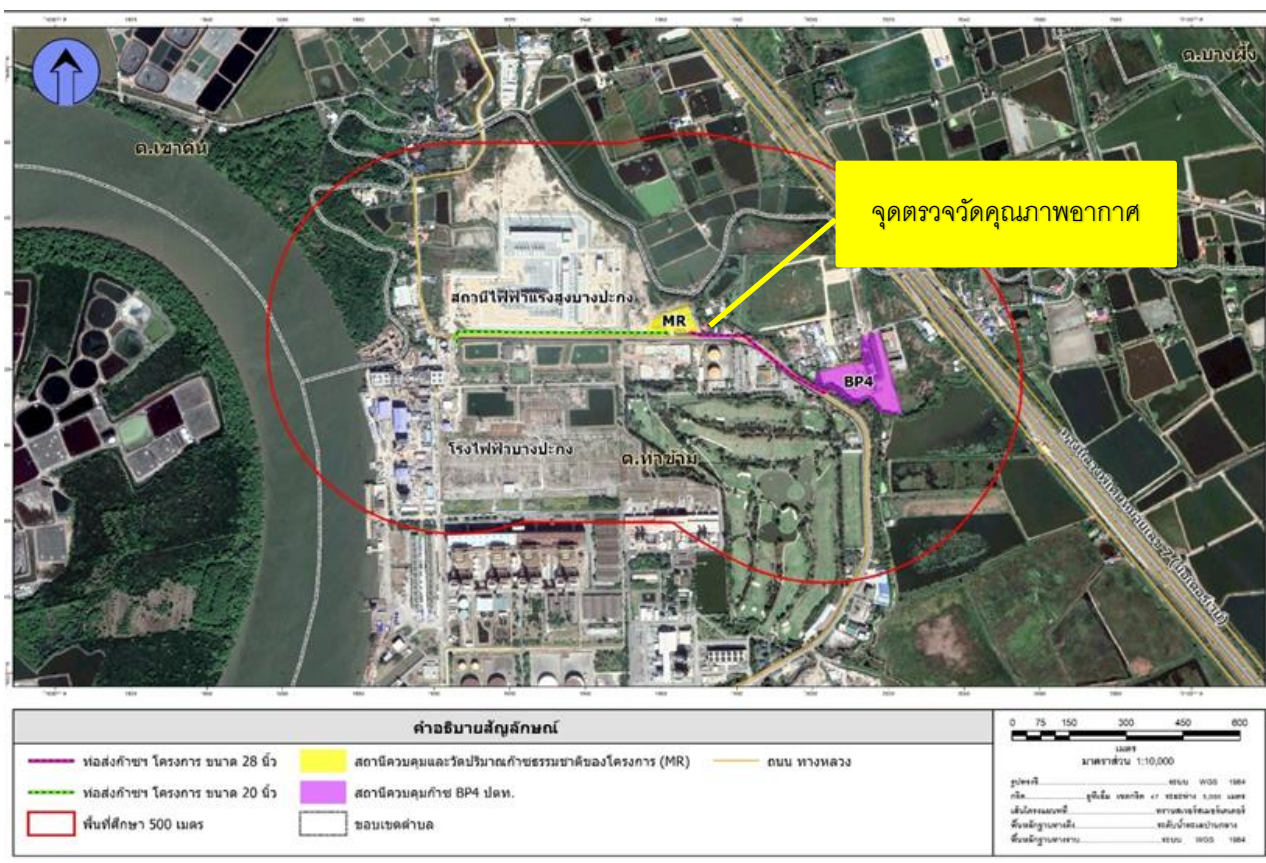 ต.บางผึ้ง
ต.เขาดิน
จุดตรวจวัดคุณภาพอากาศ
สถานีไฟฟ้าแรงสูงบางปะกง
MR
BP4
โรงไฟฟ้าบางปะกง
ต.ท่าข้าม
คำอธิบายสัญลักษณ์
ท่อส่งก๊าซฯ โครงการ ขนาด 28 นิ้ว
สถานีควบคุมและวัดปริมาณก๊าซธรรมชาติของโครงการ (MR)
ถนน ทางหลวง
ท่อส่งก๊าซฯ โครงการ ขนาด 20 นิ้ว
สถานีควบคุมก๊าซ BP4 ปตท.
พื้นที่ศึกษา 500 เมตร
ขอบเขตตำบล
0 75 150 300 450 600
เมตร
มาตราส่วน 1:10,000
ระบบ WGS 1984
ระบบ WGS 1984